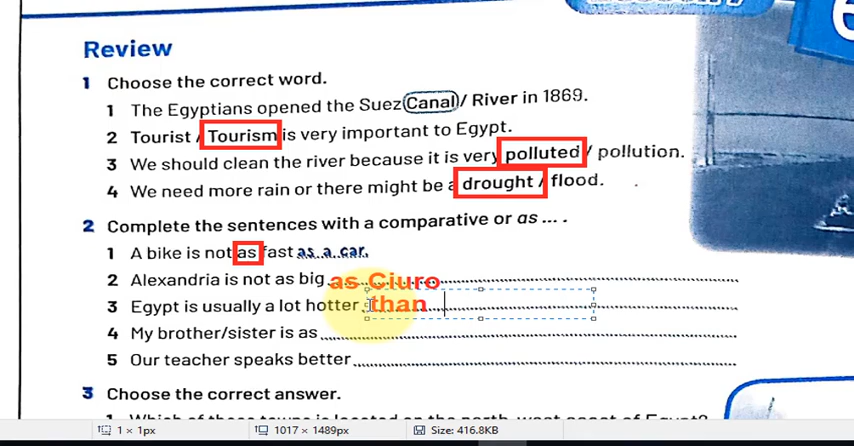 Review
1 Choose the correct word.
1 The Egyptians opened the Suez Canal / River in 1869.
2 Tourist / Tourism is very important to Egypt.
3 We should clean the river because it is very polluted / pollution.
4 We need more rain or there might be a drought / flood.
2 Complete the sentences with a comparative or as ... .
1 A bike is not as fast as a car.
2 Alexandria is not as big as Ciuro
3 Egypt is usually a lot hotter than
4 My brother/sister is as
5 Our teacher speaks better
3 Choose the correct answer.
1 × 1px 1017 × 1489px Size: 416.8KB